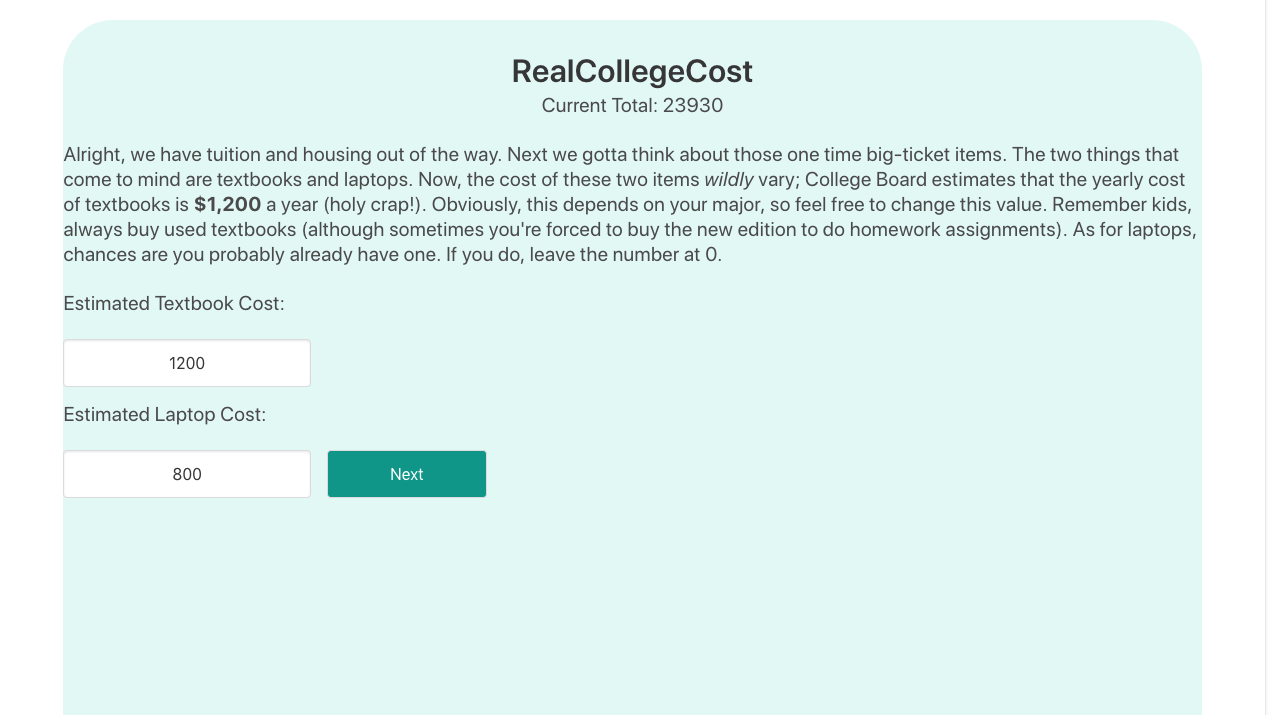 RealCollegeCost
Current Total: 23930
Alright, we have tuition and housing out of the way. Next we gotta think about those one time big-ticket items. The two things that
come to mind are textbooks and laptops. Now, the cost of these two items wildly vary; College Board estimates that the yearly cost
of textbooks is $1,200 a year (holy crap!). Obviously, this depends on your major, so feel free to change this value. Remember kids,
always buy used textbooks (although sometimes you're forced to buy the new edition to do homework assignments). As for laptops,
chances are you probably already have one. If you do, leave the number at 0.
Estimated Textbook Cost:
1200
Estimated Laptop Cost:
800 Next